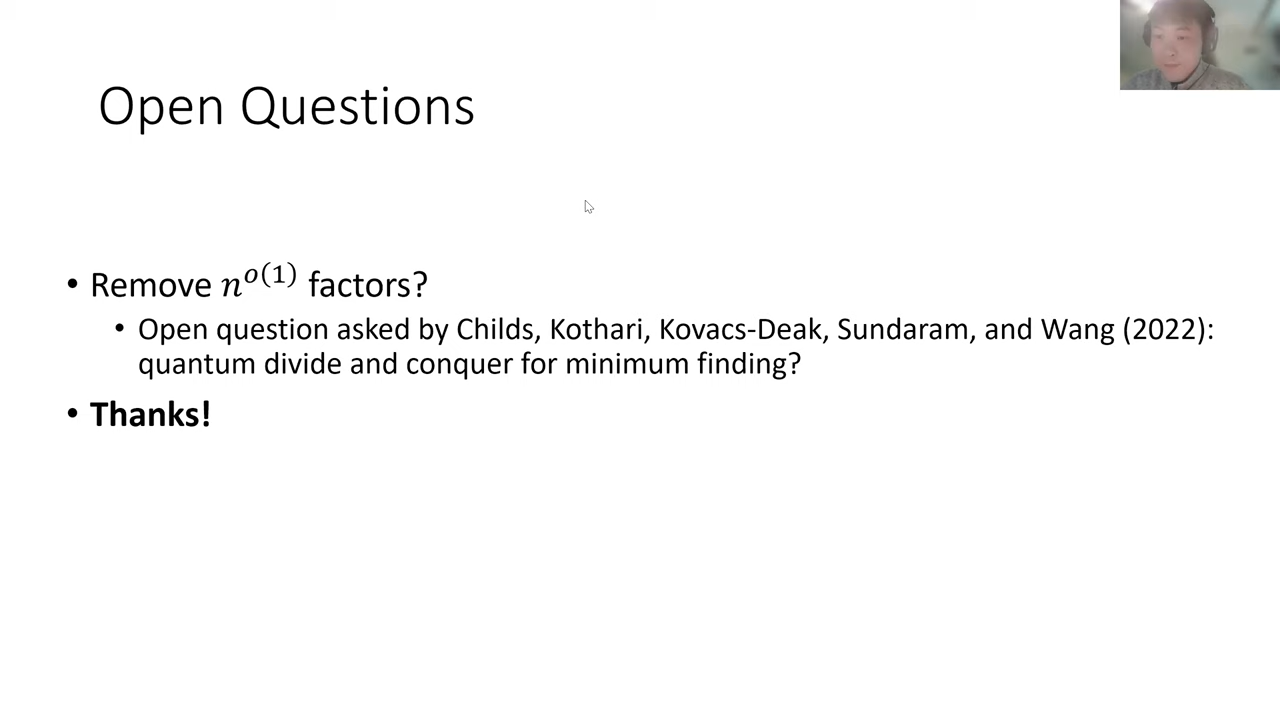 Open Questions
• Remove $n^{o(1)}$ factors?
• Open question asked by Childs, Kothari, Kovacs-Deak, Sundaram, and Wang (2022):
quantum divide and conquer for minimum finding?
• Thanks!